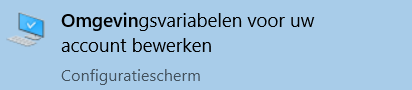 Omgevingsvariabelen voor uw
account bewerken
Configuratiescherm